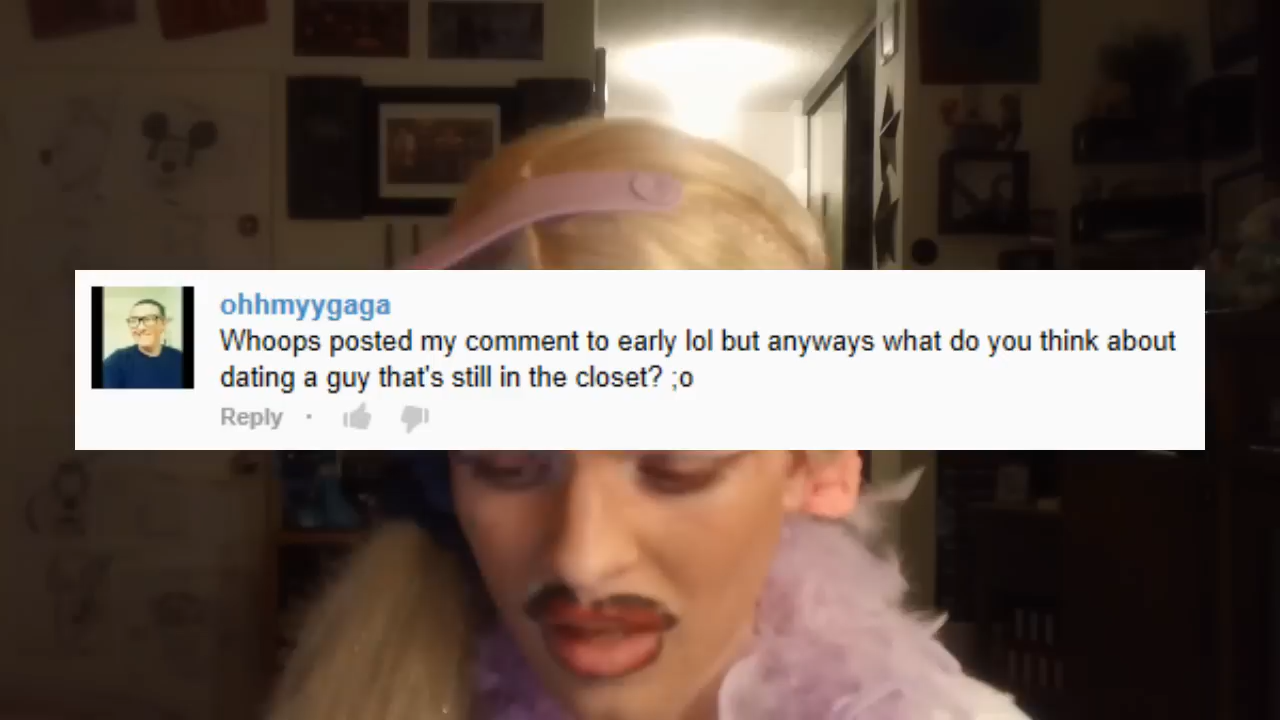 ohhmyygaga
Whoops posted my comment to early lol but anyways what do you think about
dating a guy that's still in the closet? ;o
Reply ·